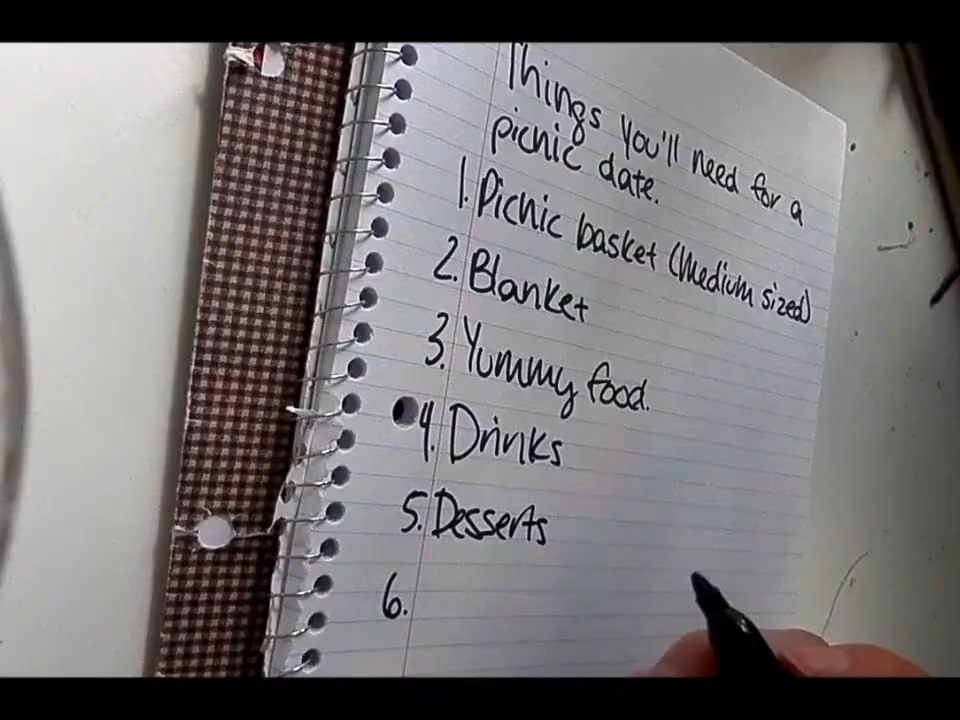 Things you'll need for a
picnic date.
1. Picnic basket (Medium sized)
2. Blanket
3. Yummy food.
4. Drinks
5. Desserts
6.